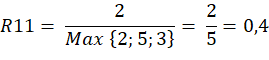 R11 = 2 / Max {2; 5; 3} = 2 / 5 = 0,4